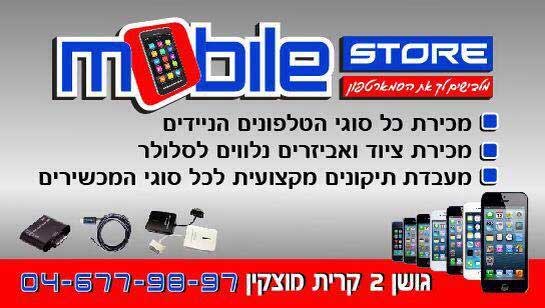 mobile STORE
מלבישים לך את הסמארטפון
מכירת כל סוגי הטלפונים הניידים
מכירת ציוד ואביזרים נלווים לסלולר
מעבדת תיקונים מקצועית לכל סוגי המכשירים
גושן 2 קרית מוצקין 04-677-98-97